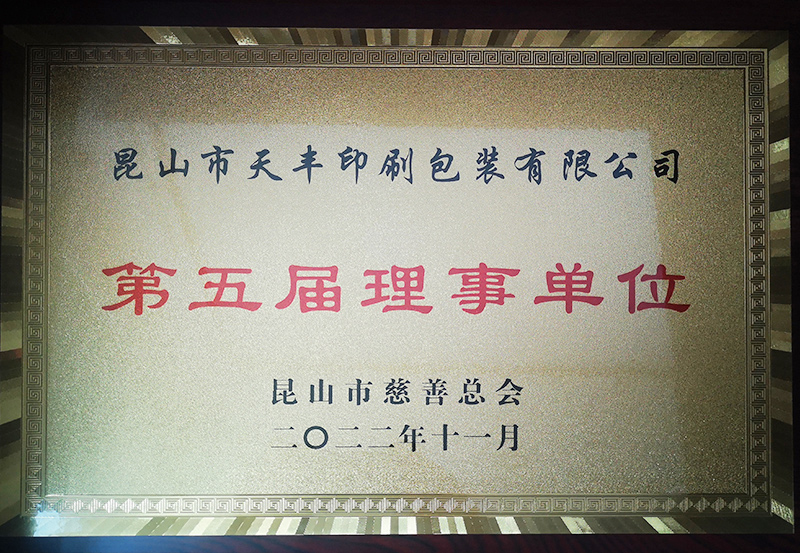 昆山市天丰印刷包装有限公司
第五届理事单位
昆山市慈善总会
二〇二二年十一月